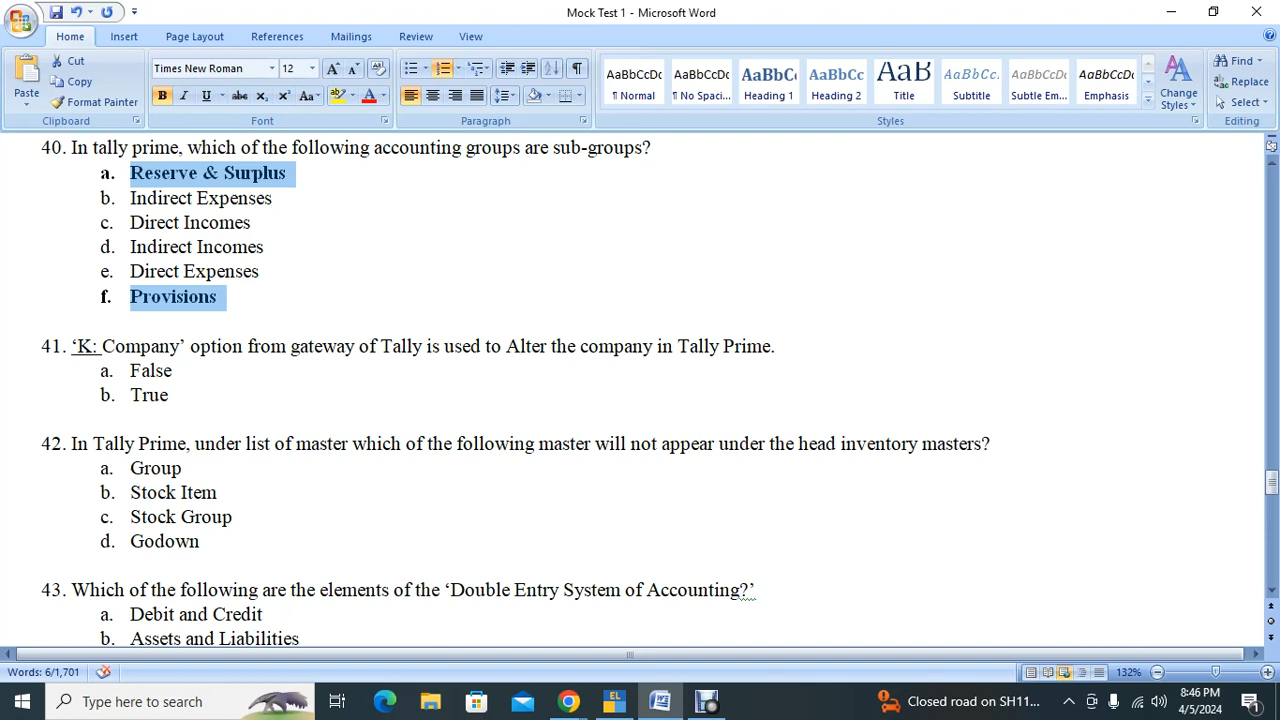 Mock Test 1 - Microsoft Word
Home Insert Page Layout References Mailings Review View
Paste Cut Copy Format Painter
Clipboard
Times New Roman 12
B I U abc x₂ x² Aa
Font
Paragraph
AaBbCcDc AaBbCcDc AaBbC AaBbCc AaB AaBbCc. AaBbCcDc AaBbCcDc
¶ Normal ¶ No Spaci... Heading 1 Heading 2 Title Subtitle Subtle Em... Emphasis
Change Styles
Styles
Find
Replace
Select
Editing
40. In tally prime, which of the following accounting groups are sub-groups?
a. Reserve & Surplus
b. Indirect Expenses
c. Direct Incomes
d. Indirect Incomes
e. Direct Expenses
f. Provisions
41. ‘K: Company’ option from gateway of Tally is used to Alter the company in Tally Prime.
a. False
b. True
42. In Tally Prime, under list of master which of the following master will not appear under the head inventory masters?
a. Group
b. Stock Item
c. Stock Group
d. Godown
43. Which of the following are the elements of the ‘Double Entry System of Accounting?’
a. Debit and Credit
b. Assets and Liabilities
Words: 6/1,701 132%
Type here to search EL Closed road on SH11... 8:46 PM
4/5/2024 1